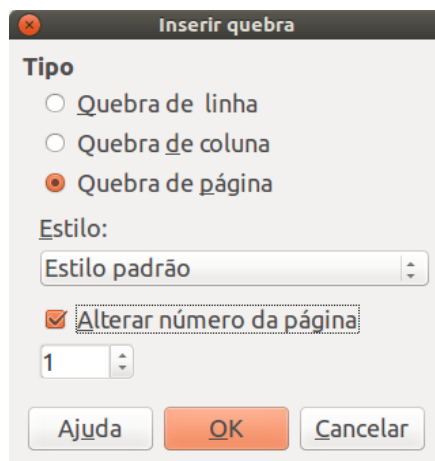 Inserir quebra
Tipo
Quebra de linha
Quebra de coluna
Quebra de página
Estilo:
Estilo padrão
Alterar número da página
1
Ajuda OK Cancelar